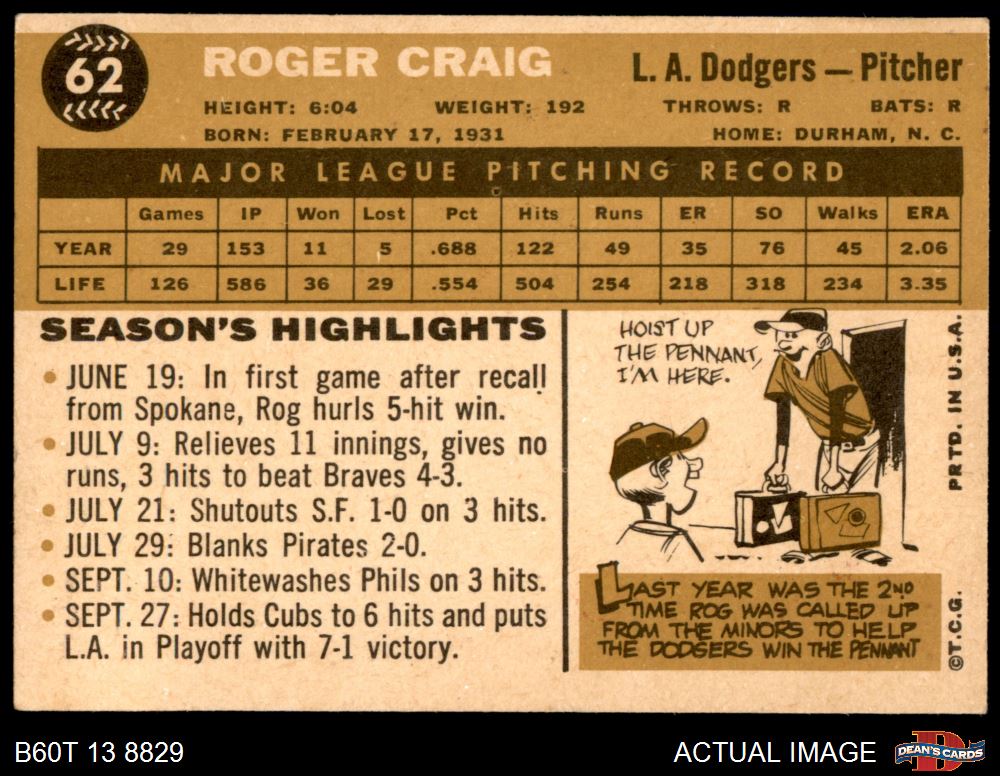 62
ROGER CRAIG
L. A. Dodgers — Pitcher
HEIGHT: 6:04 WEIGHT: 192 THROWS: R BATS: R
BORN: FEBRUARY 17, 1931 HOME: DURHAM, N. C.
MAJOR LEAGUE PITCHING RECORD
Games IP Won Lost Pct Hits Runs ER SO Walks ERA
YEAR 29 153 11 5 .688 122 49 35 76 45 2.06
LIFE 126 586 36 29 .554 504 254 218 318 234 3.35
SEASON'S HIGHLIGHTS
• JUNE 19: In first game after recall
from Spokane, Rog hurls 5-hit win.
• JULY 9: Relieves 11 innings, gives no
runs, 3 hits to beat Braves 4-3.
• JULY 21: Shutouts S.F. 1-0 on 3 hits.
• JULY 29: Blanks Pirates 2-0.
• SEPT. 10: Whitewashes Phils on 3 hits.
• SEPT. 27: Holds Cubs to 6 hits and puts
L.A. in Playoff with 7-1 victory.
HOIST UP
THE PENNANT,
I'M HERE.
LAST YEAR WAS THE 2ND
TIME ROG WAS CALLED UP
FROM THE MINORS TO HELP
THE DODGERS WIN THE PENNANT
PRTD. IN U.S.A.
©T.C.G.
B60T 13 8829
ACTUAL IMAGE
DEAN'S CARDS